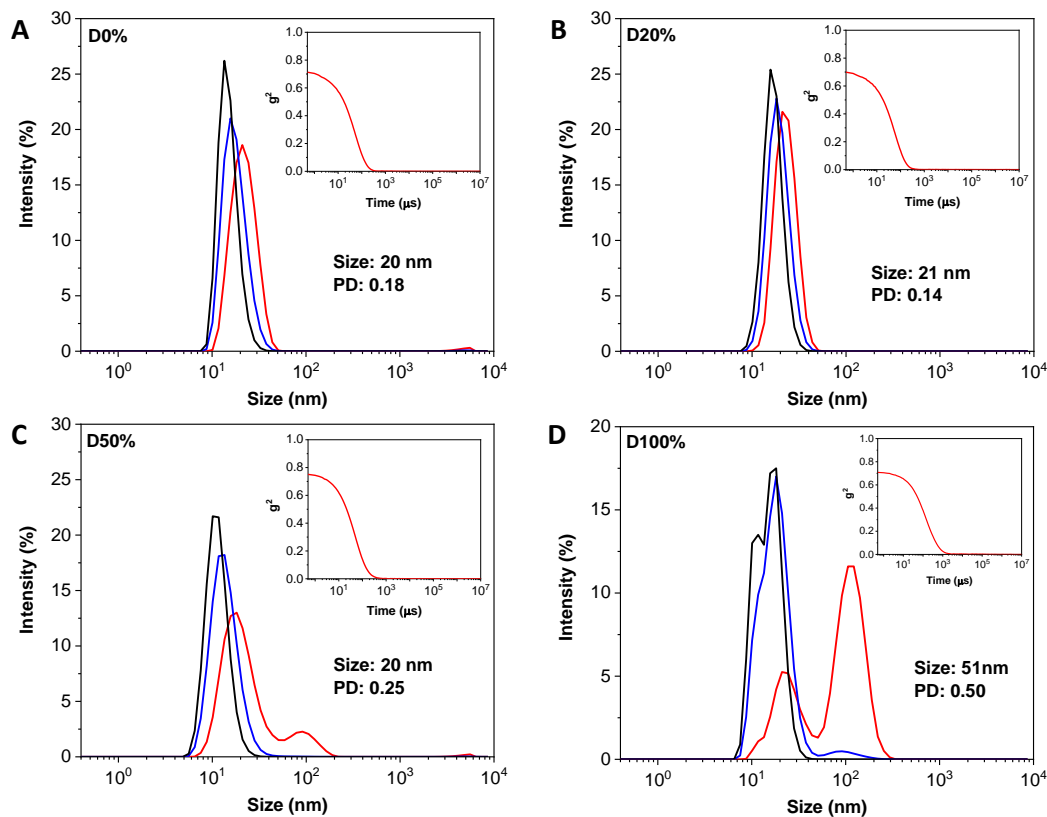 A
D0%
30
25
20
15
10
5
0
Intensity (%)
10⁰
10¹
10²
10³
10⁴
Size (nm)
1.0
0.8
0.6
0.4
0.2
0.0
g²
10¹
10³
10⁵
10⁷
Time (μs)
Size: 20 nm
PD: 0.18
B
D20%
30
25
20
15
10
5
0
Intensity (%)
10⁰
10¹
10²
10³
10⁴
Size (nm)
1.0
0.8
0.6
0.4
0.2
0.0
g²
10¹
10³
10⁵
10⁷
Time (μs)
Size: 21 nm
PD: 0.14
C
D50%
30
25
20
15
10
5
0
Intensity (%)
10⁰
10¹
10²
10³
10⁴
Size (nm)
1.0
0.8
0.6
0.4
0.2
0.0
g²
10¹
10³
10⁵
10⁷
Time (μs)
Size: 20 nm
PD: 0.25
D
D100%
20
15
10
5
0
Intensity (%)
10⁰
10¹
10²
10³
10⁴
Size (nm)
1.0
0.8
0.6
0.4
0.2
0.0
g²
10¹
10³
10⁵
10⁷
Time (μs)
Size: 51nm
PD: 0.50